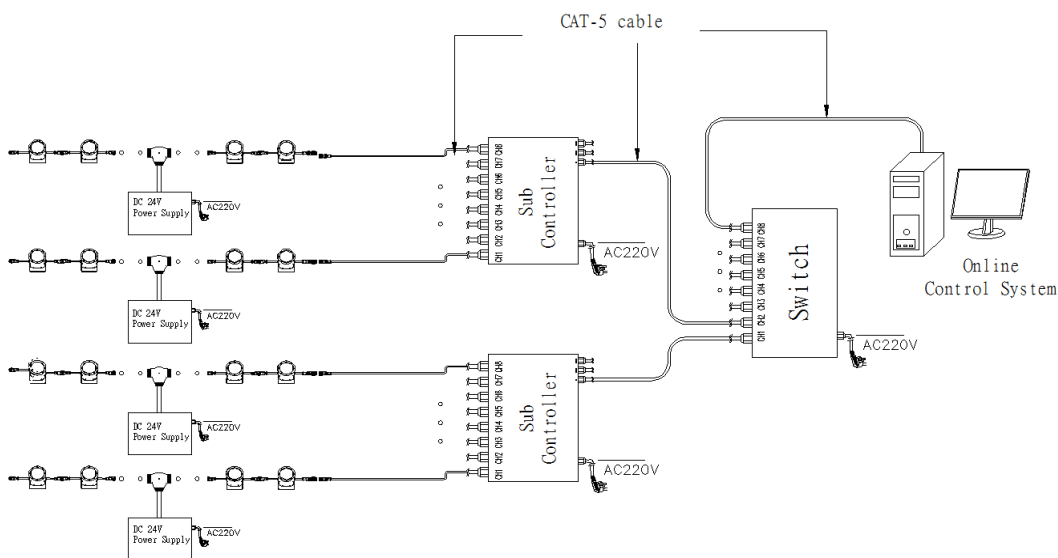 CAT-5 cable
CH8
CH7
CH6
CH5
CH4
CH3
CH2
CH1
Sub
Controller
AC220V
DC 24V
Power Supply
AC220V
DC 24V
Power Supply
AC220V
CH8
CH7
CH6
CH5
CH4
CH3
CH2
CH1
Switch
AC220V
Online
Control System
CH8
CH7
CH6
CH5
CH4
CH3
CH2
CH1
Sub
Controller
AC220V
DC 24V
Power Supply
AC220V
DC 24V
Power Supply
AC220V